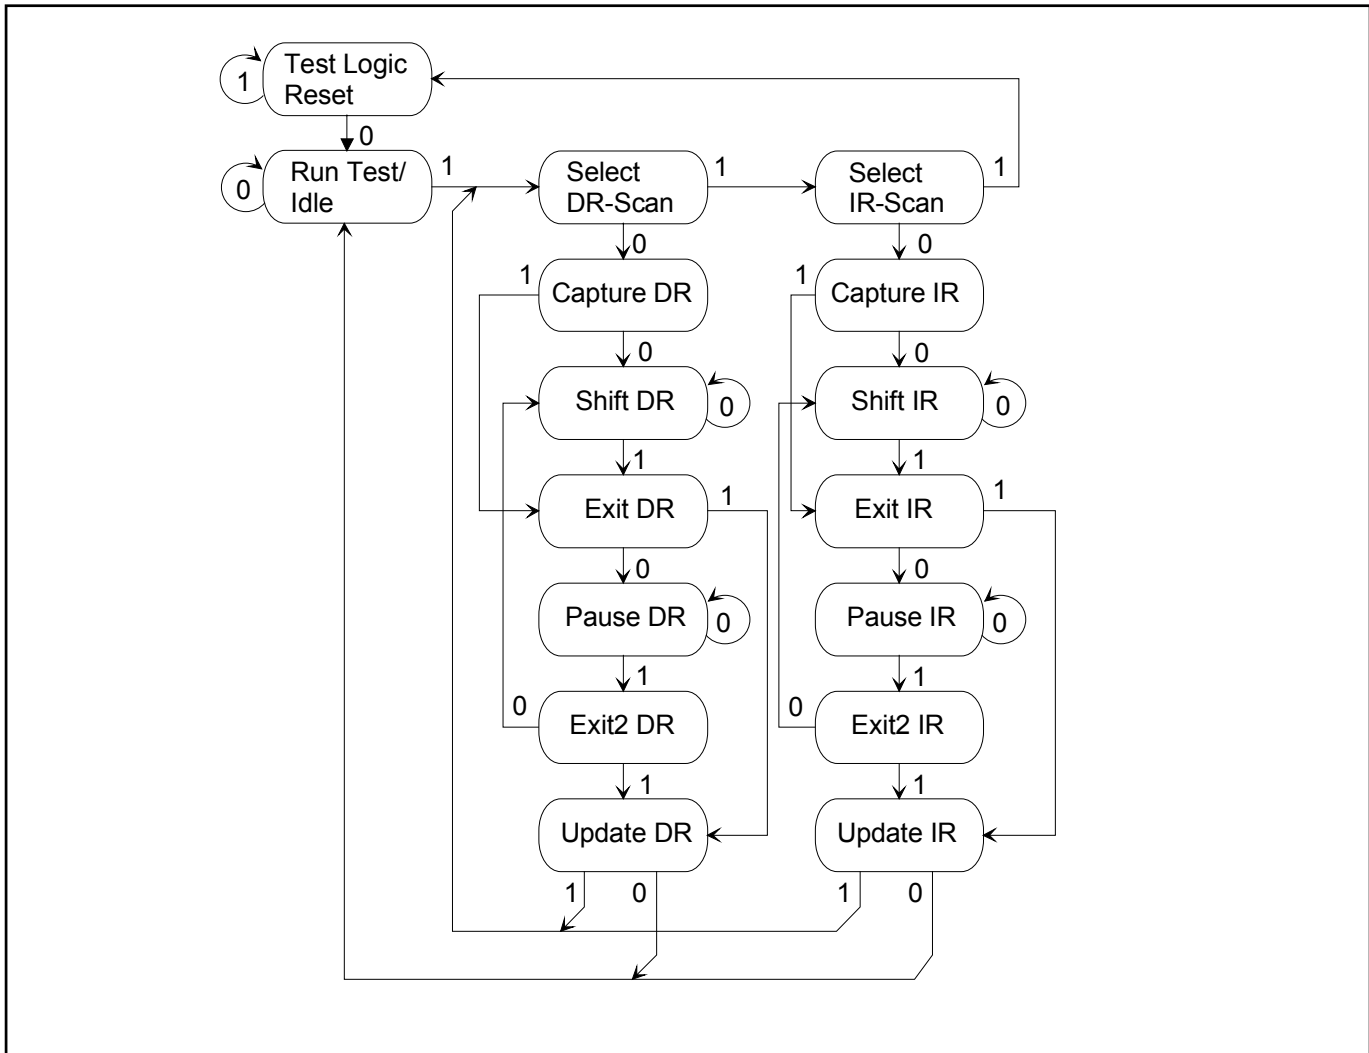 Test Logic
Reset
1
0
Run Test/
Idle
0
1
Select
DR-Scan
1
Select
IR-Scan
1
0
0
1
Capture DR
1
Capture IR
0
0
Shift DR
0
Shift IR
0
1
1
Exit DR
1
Exit IR
1
0
0
Pause DR
0
Pause IR
0
1
1
0
Exit2 DR
0
Exit2 IR
1
1
Update DR
Update IR
1
0
1
0